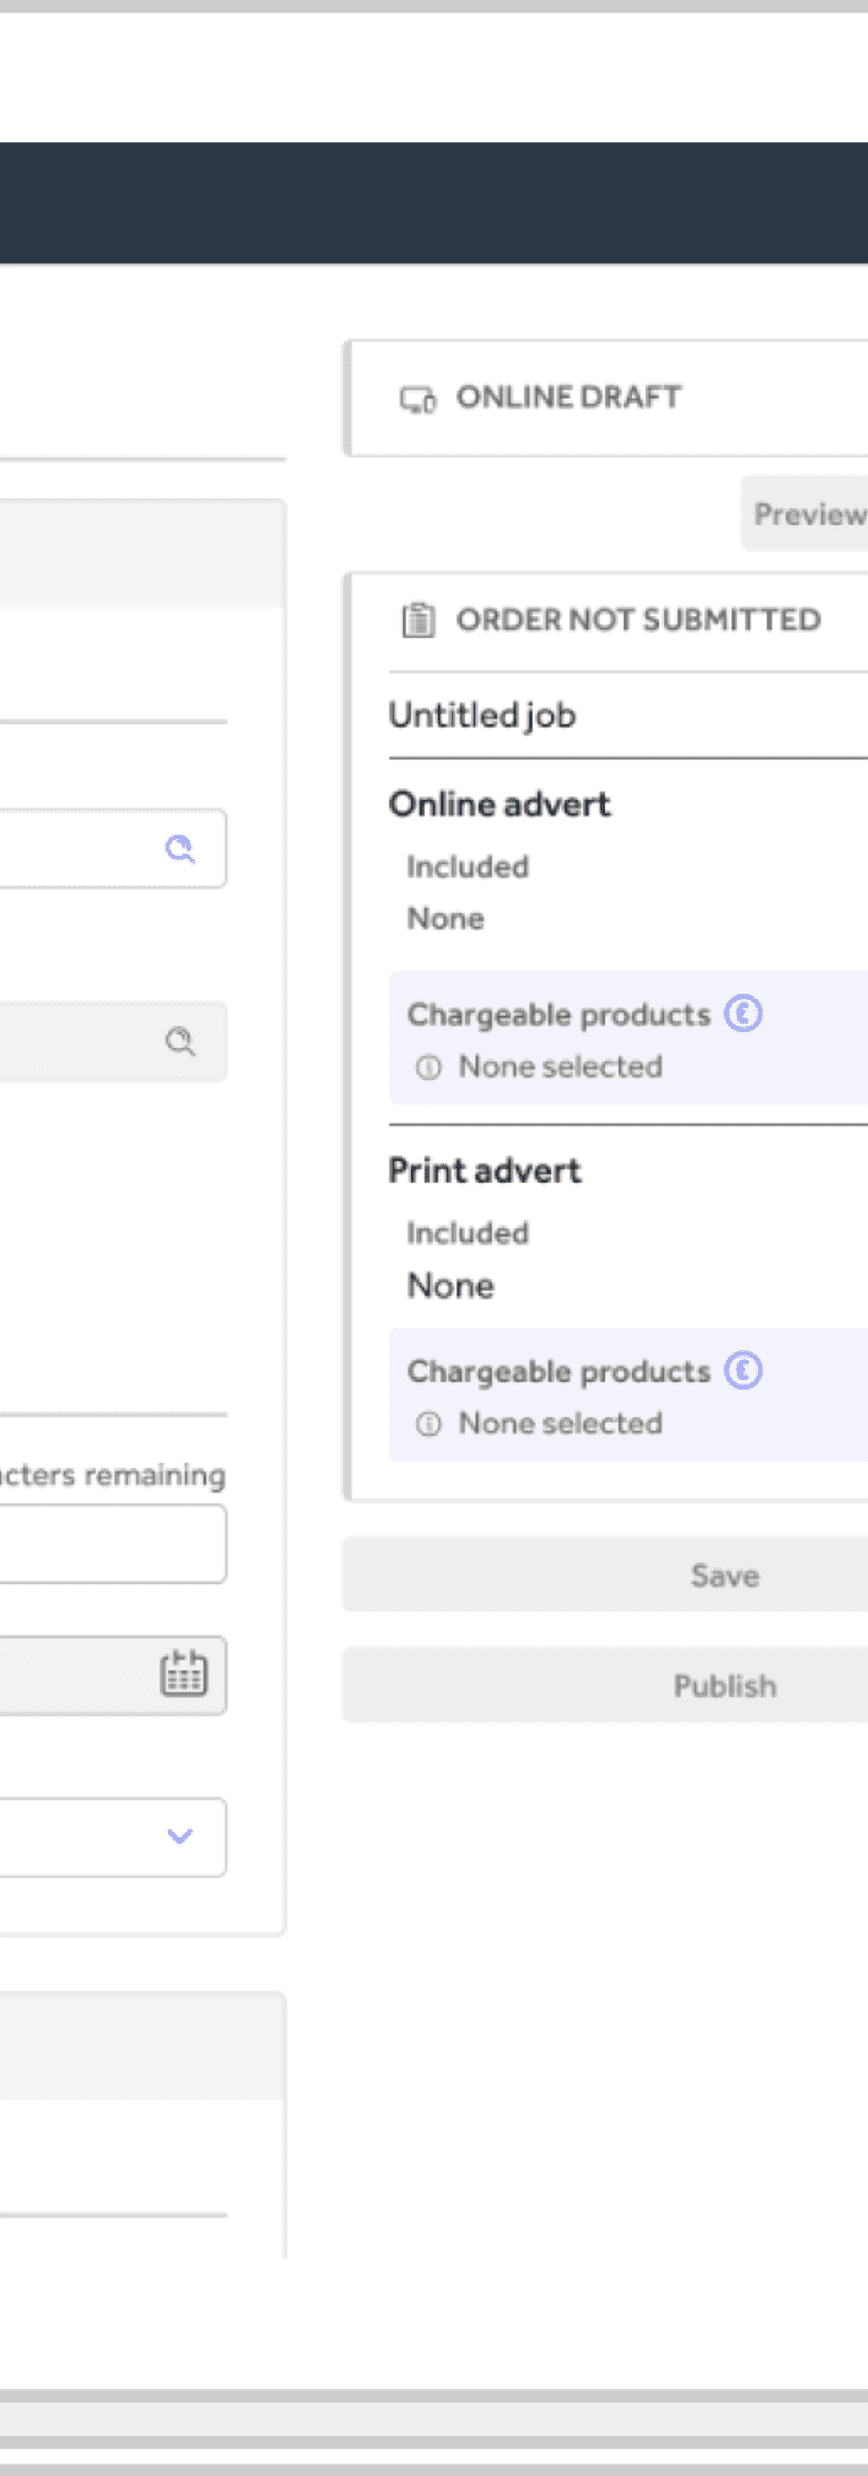 ONLINE DRAFT
Preview
ORDER NOT SUBMITTED
Untitled job
Online advert
Included
None
Chargeable products
None selected
Print advert
Included
None
Chargeable products
None selected
remaining
Save
Publish